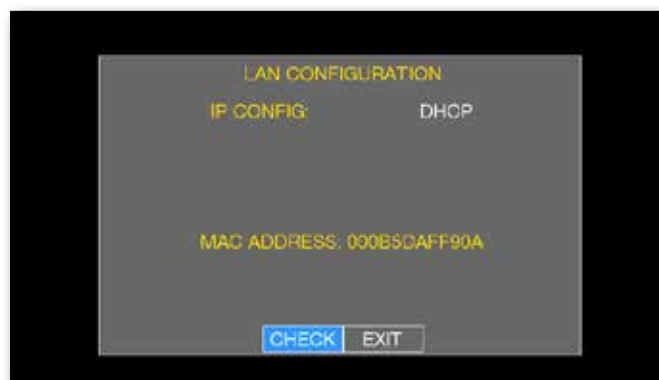 LAN CONFIGURATION
IP CONFIG: DHCP
MAC ADDRESS: 000B5DAFF90A
CHECK EXIT